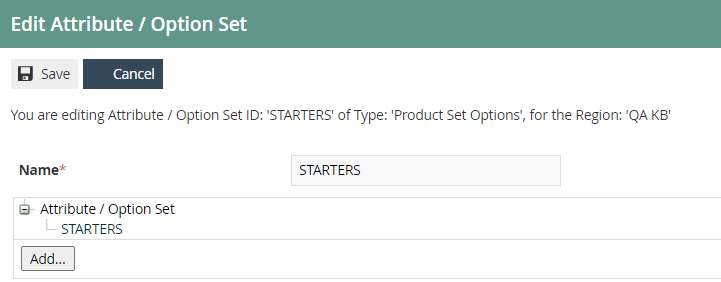 Edit Attribute / Option Set
Save Cancel
You are editing Attribute / Option Set ID: 'STARTERS' of Type: 'Product Set Options', for the Region: 'QA KB'
Name* STARTERS
Attribute / Option Set
STARTERS
Add...